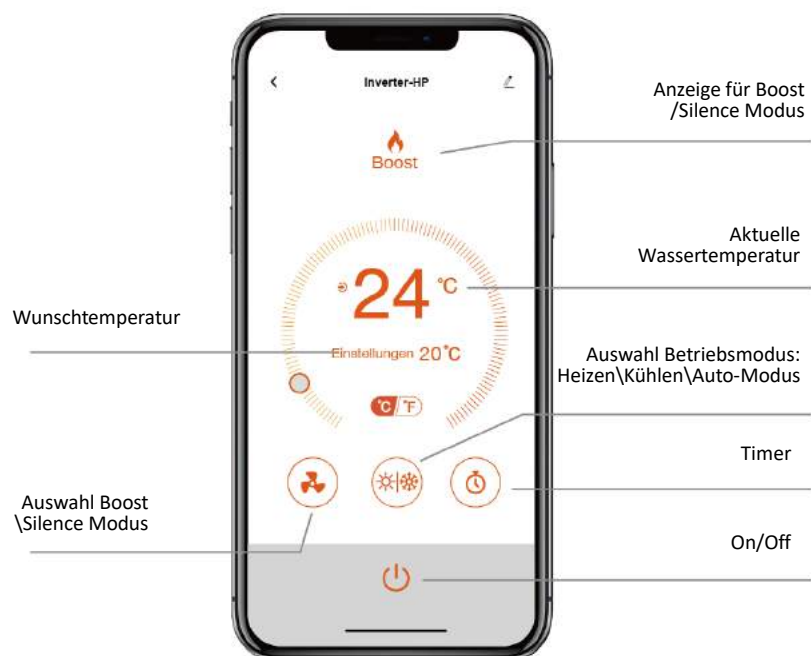 Inverter-HP
Anzeige für Boost
/Silence Modus
Boost
Aktuelle
Wassertemperatur
24 °C
Wunschtemperatur
Einstellungen 20°C
Auswahl Betriebsmodus:
Heizen\Kühlen\Auto-Modus
°C/°F
Timer
Auswahl Boost
\Silence Modus
On/Off